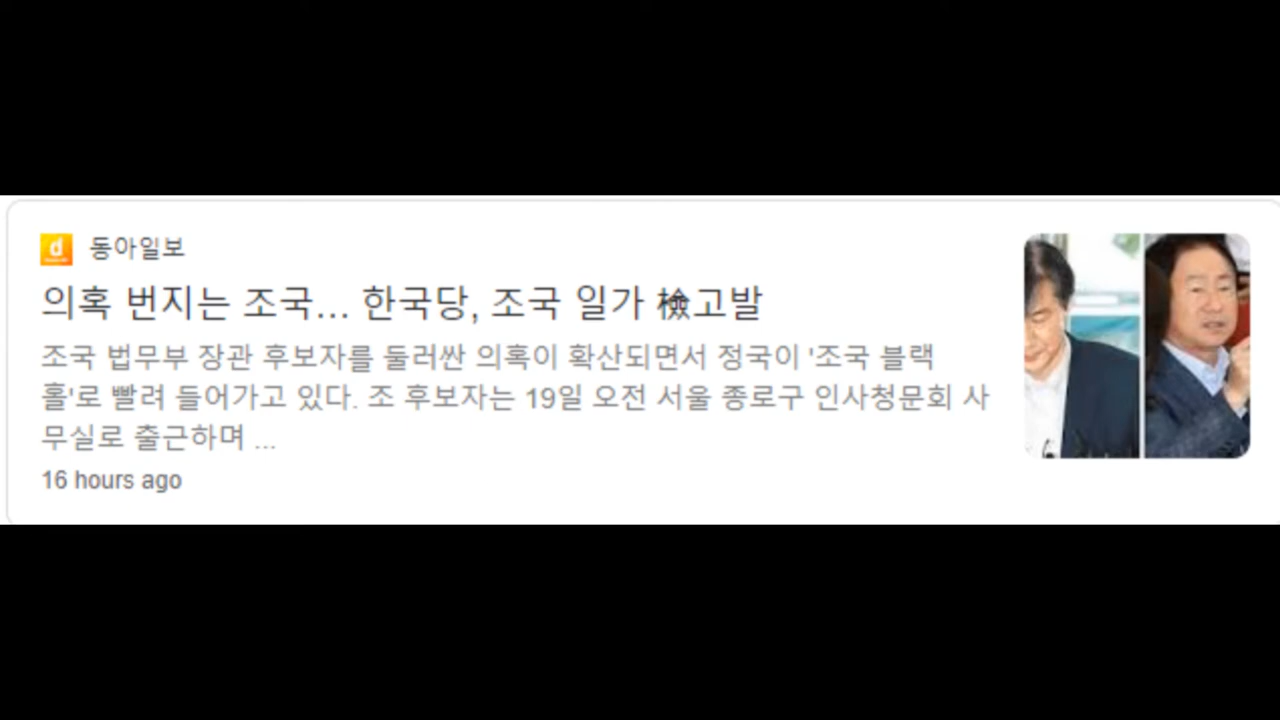 동아일보
의혹 번지는 조국... 한국당, 조국 일가 檢고발
조국 법무부 장관 후보자를 둘러싼 의혹이 확산되면서 정국이 '조국 블랙
홀'로 빨려 들어가고 있다. 조 후보자는 19일 오전 서울 종로구 인사청문회 사
무실로 출근하며 ...
16 hours ago